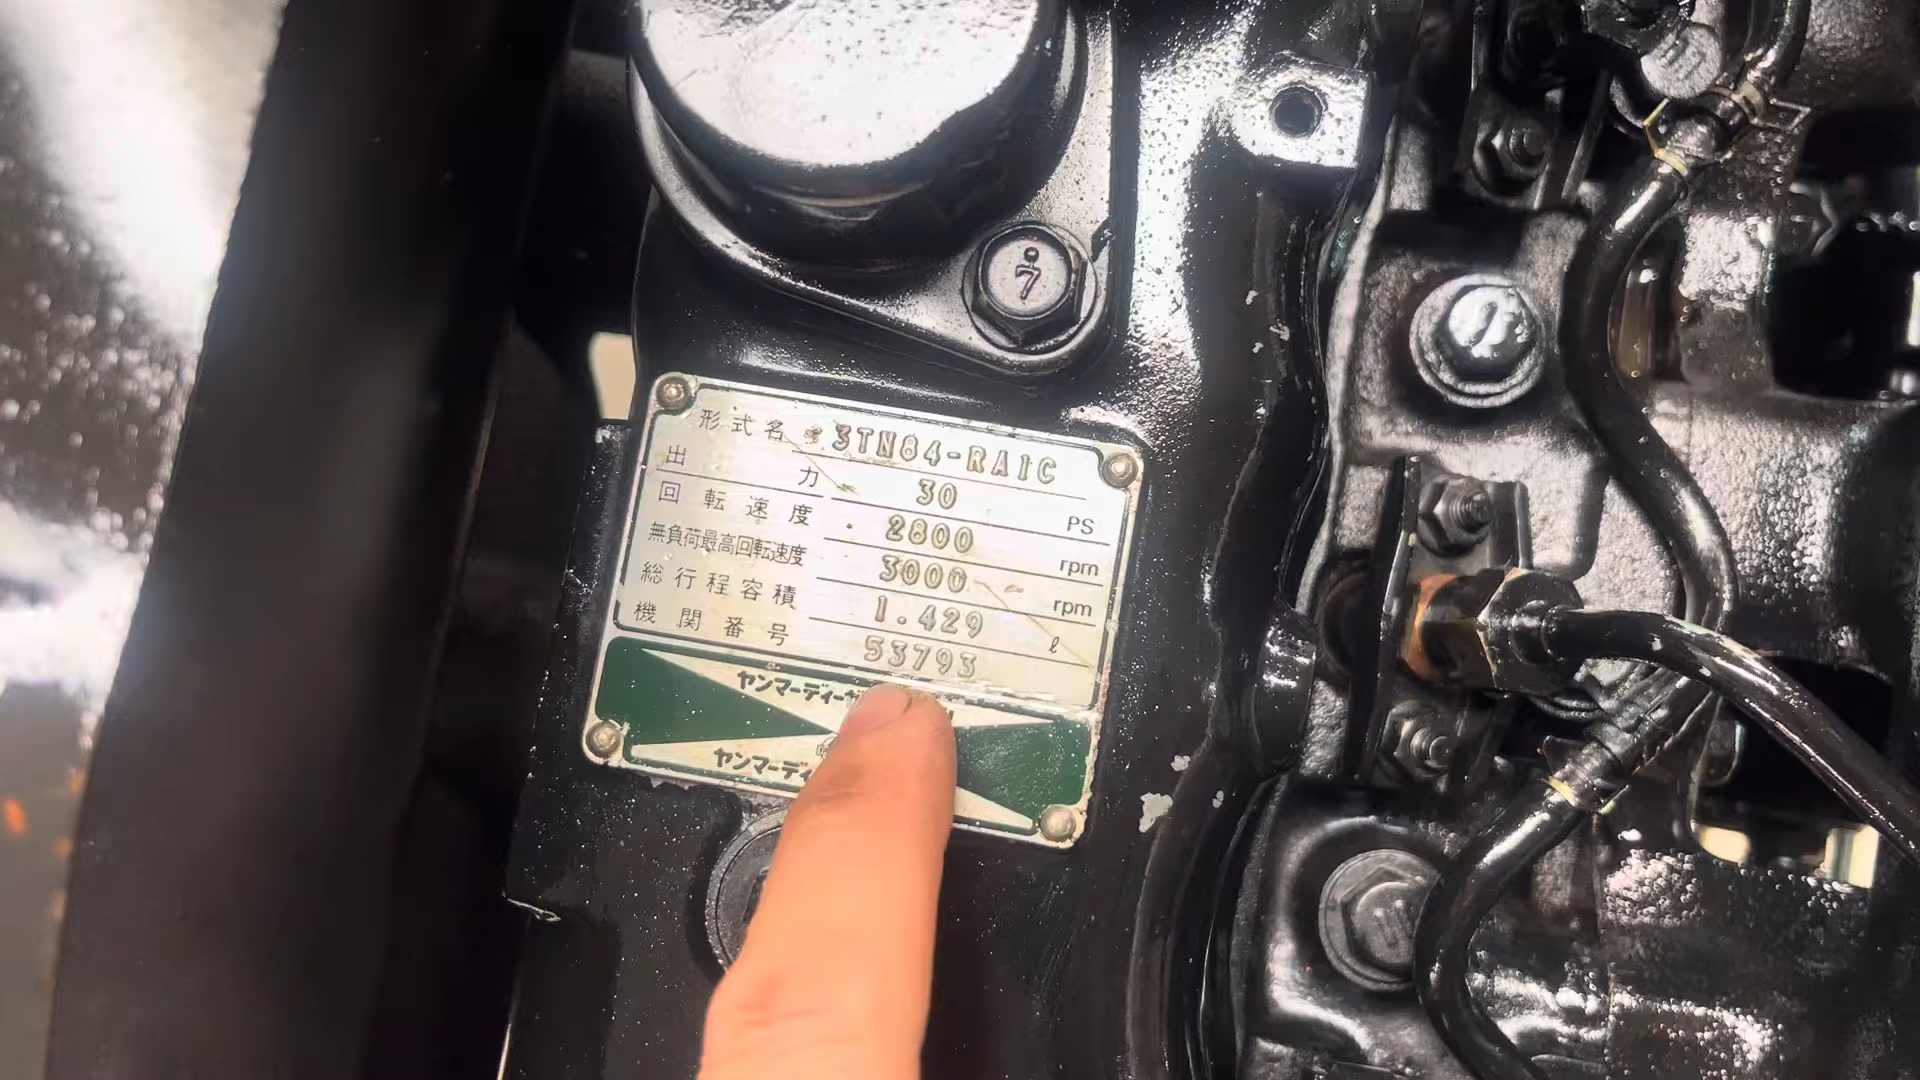 7
形式名 3TN84-RA1C
出力 30 PS
回転速度 2800 rpm
無負荷最高回転速度 3000 rpm
総行程容積 1.429 ℓ
機関番号 53793
ヤンマーディー
ヤンマーディ